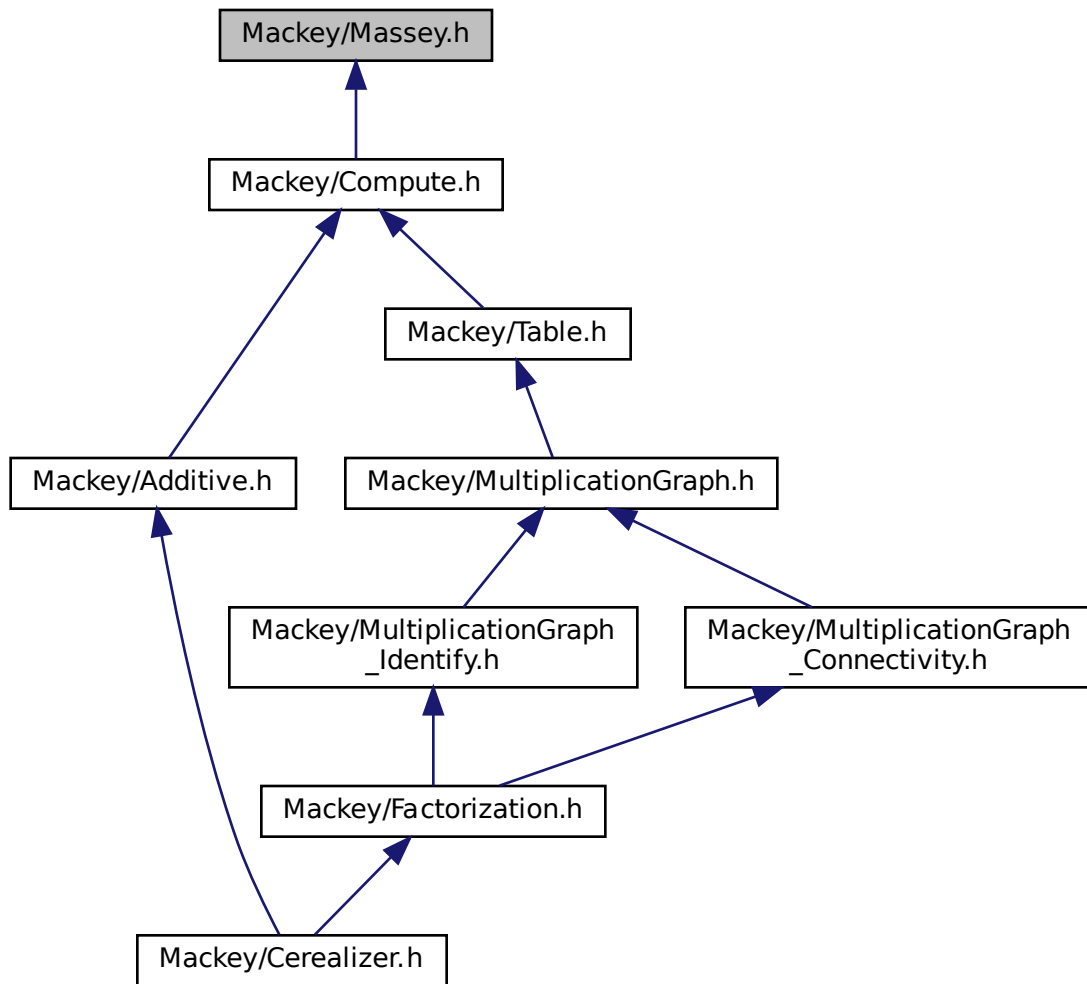 Mackey/Massey.h
Mackey/Compute.h
Mackey/Table.h
Mackey/Additive.h
Mackey/MultiplicationGraph.h
Mackey/MultiplicationGraph
_Identify.h
Mackey/MultiplicationGraph
_Connectivity.h
Mackey/Factorization.h
Mackey/Cerealizer.h